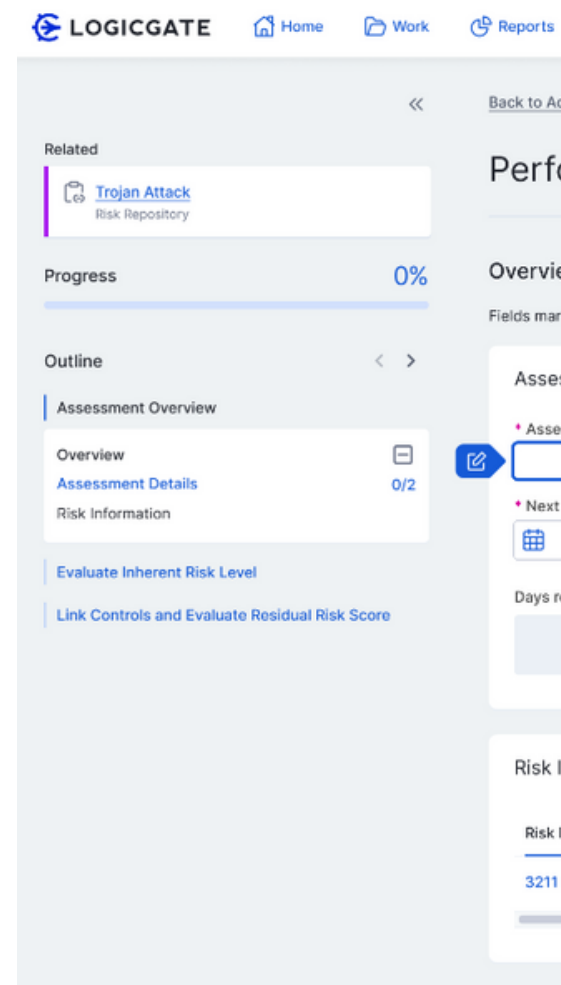 LOGICGATE Home Work Reports
Back to Ac
Related
Trojan Attack
Risk Repository
Perfo
Progress 0%
Overvie
Fields mar
Outline
Assessment Overview
Asses
* Asse
Overview
Assessment Details 0/2
Risk Information
* Next
Evaluate Inherent Risk Level
Days re
Link Controls and Evaluate Residual Risk Score
Risk I
Risk I
3211